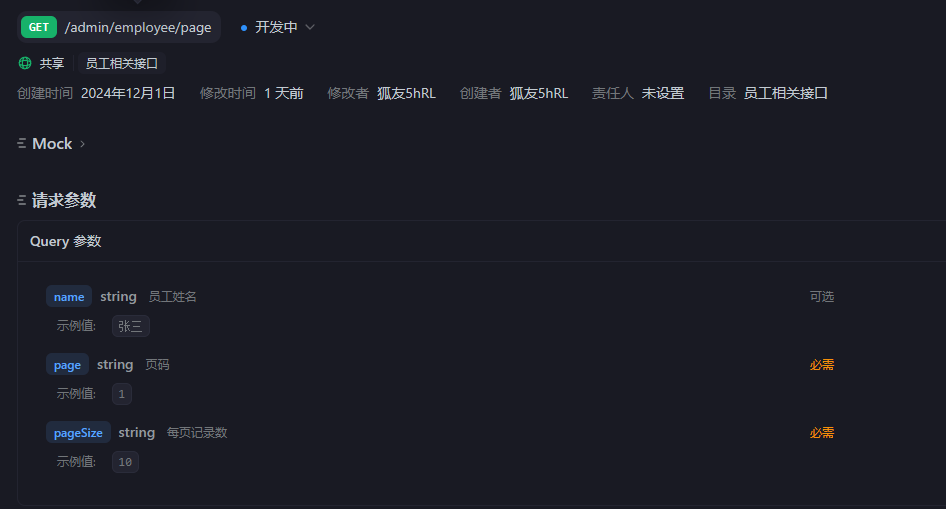 GET /admin/employee/page 开发中
共享 员工相关接口
创建时间 2024年12月1日 修改时间 1 天前 修改者 狐友5hRL 创建者 狐友5hRL 责任人 未设置 目录 员工相关接口
Mock
请求参数
Query 参数
name string 员工姓名 可选
示例值: 张三
page string 页码 必需
示例值: 1
pageSize string 每页记录数 必需
示例值: 10